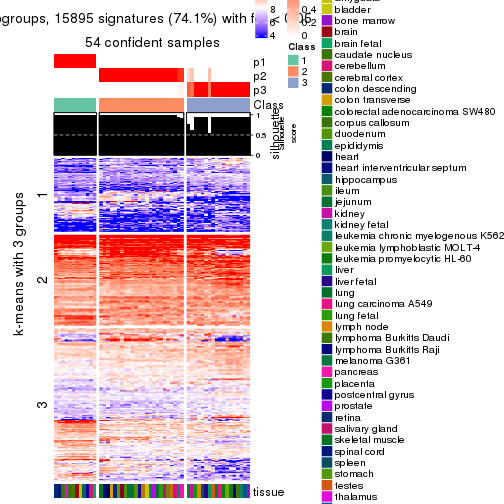 groups, 15895 signatures (74.1%) with f
54 confident samples
p1
p2
p3
Class
1
0.5
0
silhouette
score
k-means with 3 groups
1
2
3
tissue
8
6
4
0.4
0.2
0
Class
1
2
3
bladder
bone marrow
brain
brain fetal
caudate nucleus
cerebellum
cerebral cortex
colon descending
colon transverse
colorectal adenocarcinoma SW480
corpus callosum
duodenum
epididymis
heart
heart interventricular septum
hippocampus
ileum
jejunum
kidney
kidney fetal
leukemia chronic myelogenous K562
leukemia lymphoblastic MOLT-4
leukemia promyelocytic HL-60
liver
liver fetal
lung
lung carcinoma A549
lung fetal
lymph node
lymphoma Burkitts Daudi
lymphoma Burkitts Raji
melanoma G361
pancreas
placenta
postcentral gyrus
prostate
retina
salivary gland
skeletal muscle
spinal cord
spleen
stomach
testes
thalamus